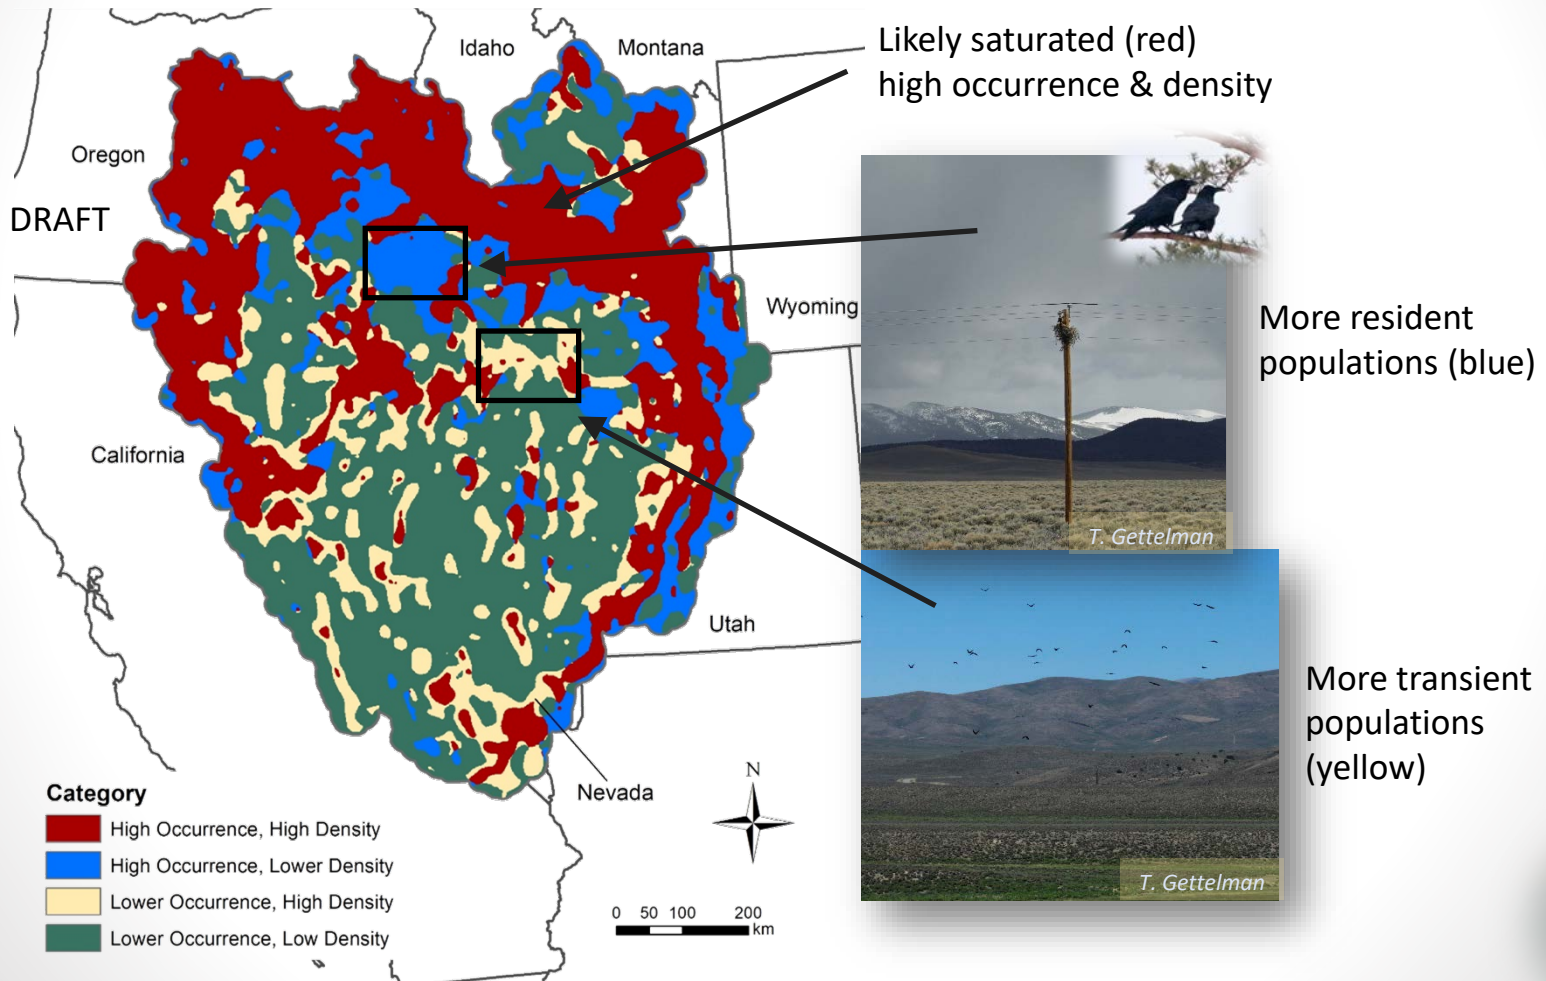 Idaho
Montana
Oregon
DRAFT
Wyoming
California
Utah
Nevada
Likely saturated (red)
high occurrence & density
More resident
populations (blue)
T. Gettelman
More transient
populations
(yellow)
T. Gettelman
Category
High Occurrence, High Density
High Occurrence, Lower Density
Lower Occurrence, High Density
Lower Occurrence, Low Density
N
0 50 100 200
km